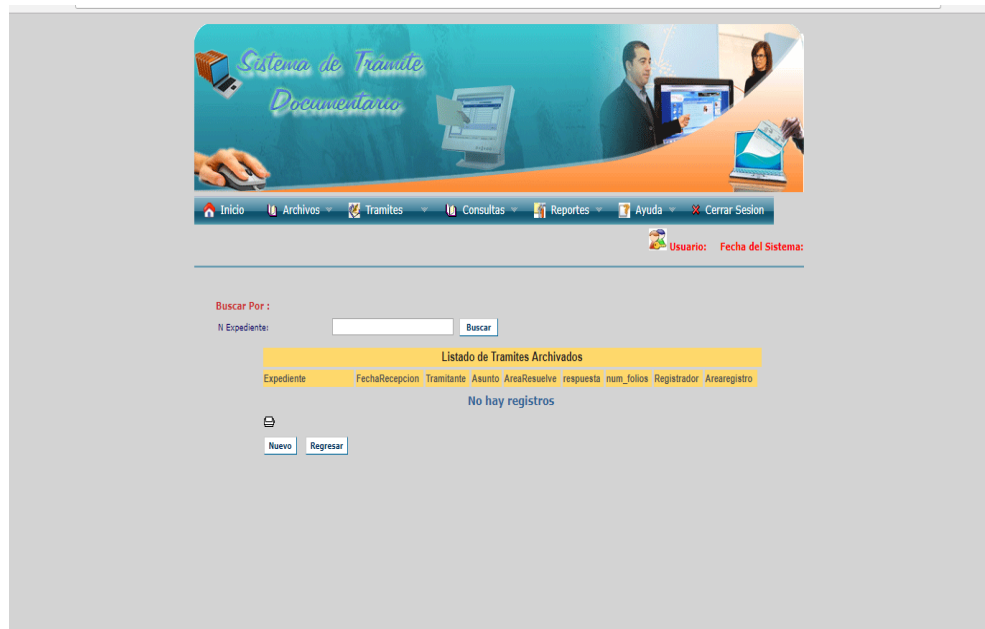 Sistema de Trámite
Documentario
Inicio Archivos Tramites Consultas Reportes Ayuda Cerrar Sesion
Usuario: Fecha del Sistema:
Buscar Por :
N Expediente: Buscar
Listado de Tramites Archivados
Expediente FechaRecepcion Tramitante Asunto AreaResuelve respuesta num_folios Registrador Arearegistro
No hay registros
Nuevo Regresar